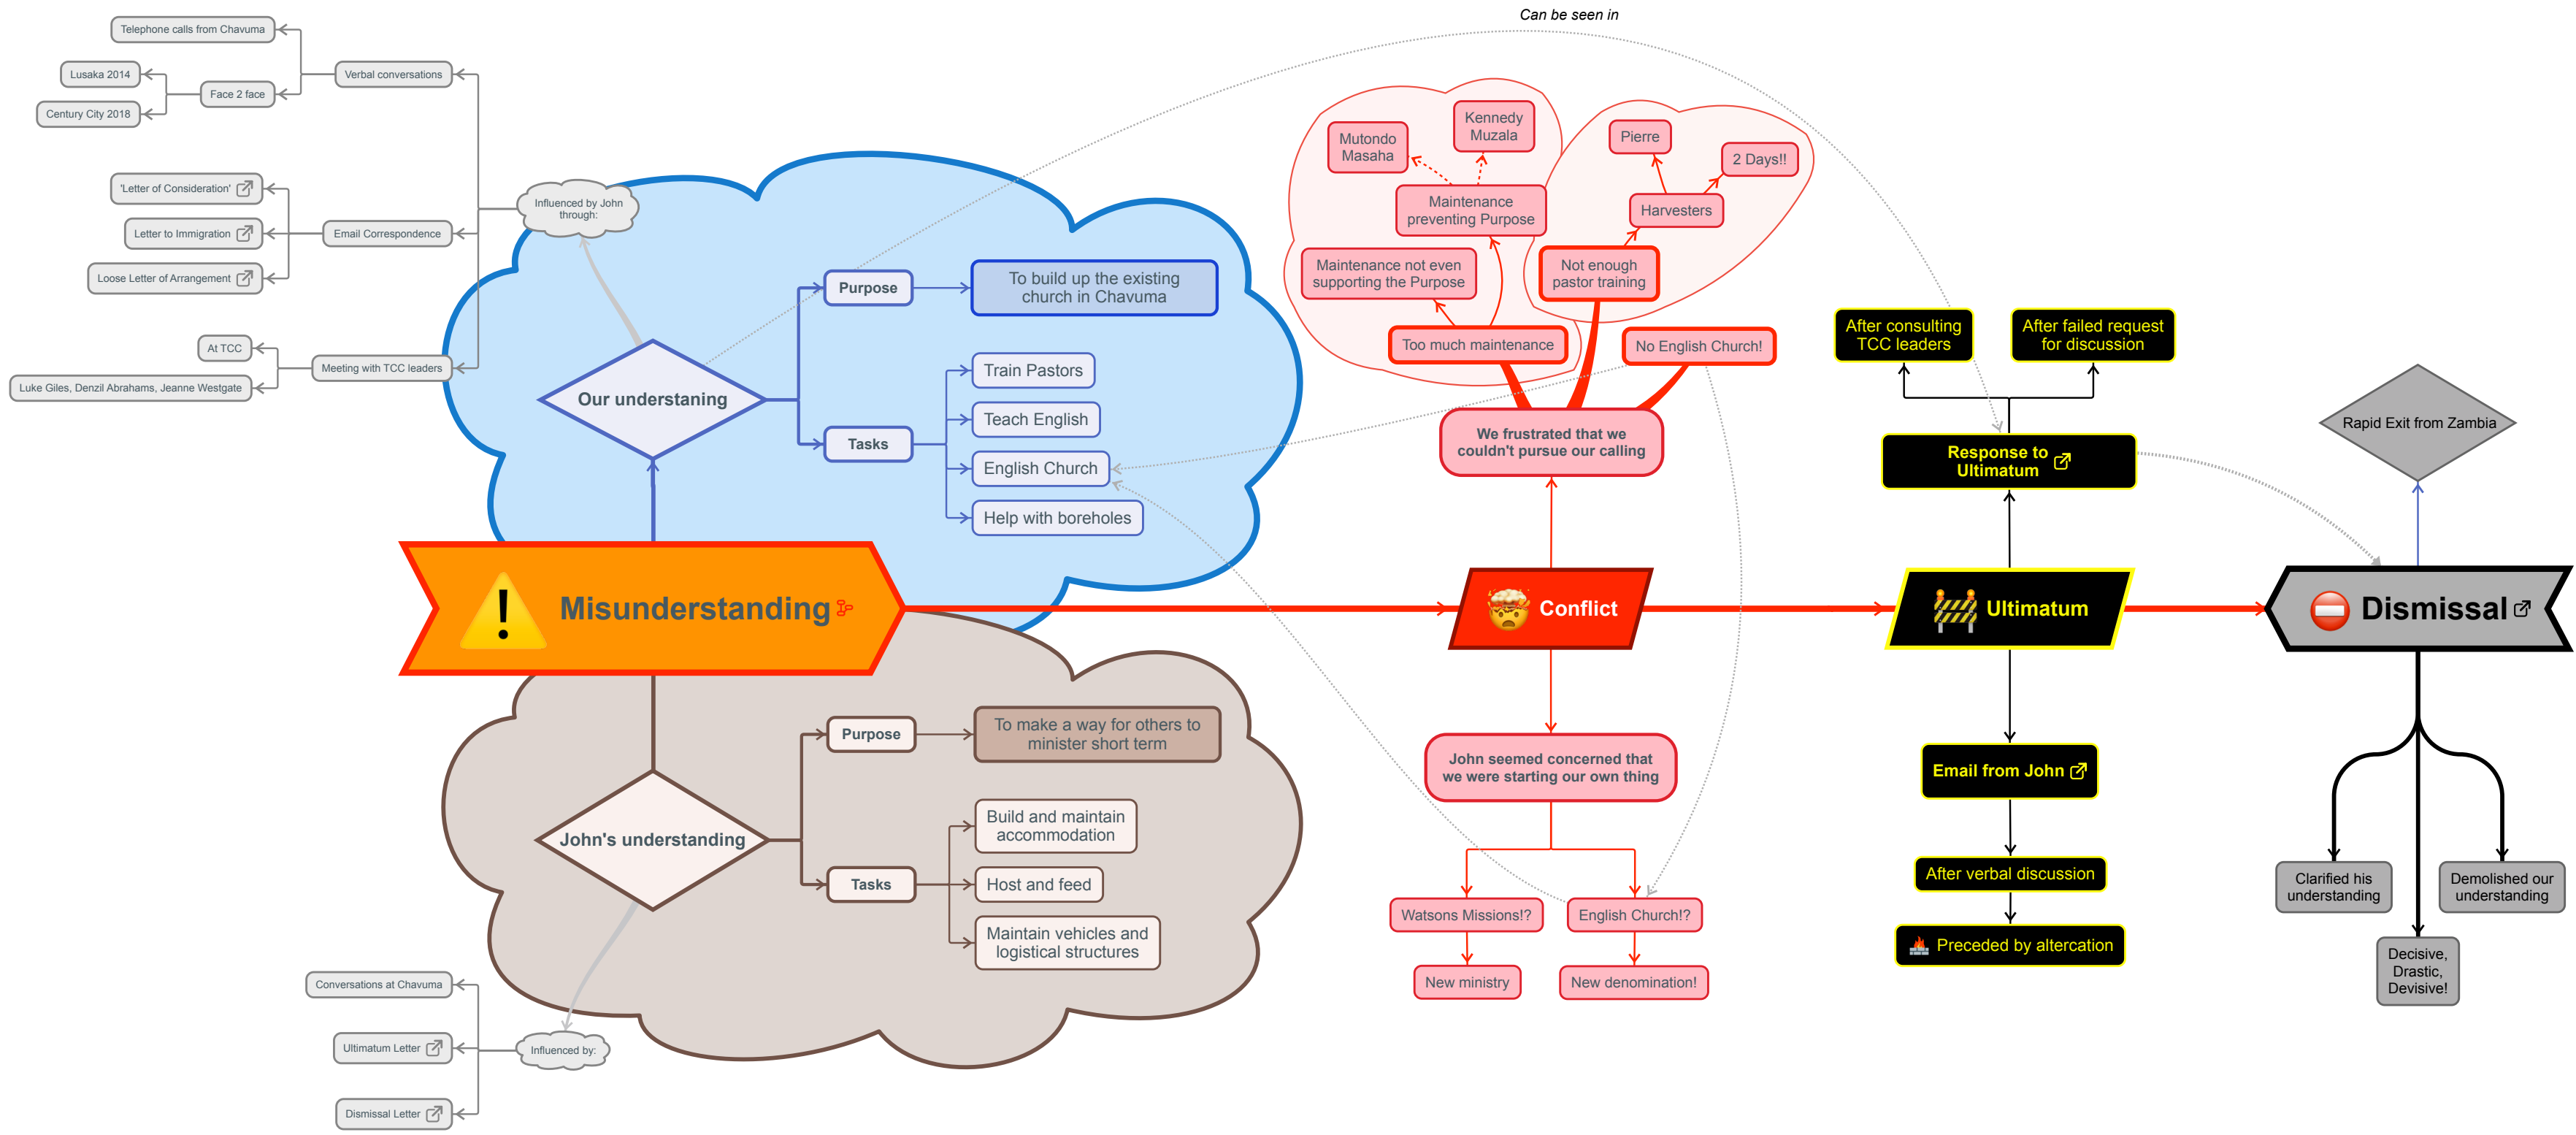 Can be seen in
Telephone calls from Chavuma
Verbal conversations
Lusaka 2014
Face 2 face
Century City 2018
Influenced by John
through:
'Letter of Consideration'
Letter to Immigration
Email Correspondence
Loose Letter of Arrangement
At TCC
Meeting with TCC leaders
Luke Giles, Denzil Abrahams, Jeanne Westgate
Our understaning
Purpose
To build up the existing
church in Chavuma
Tasks
Train Pastors
Teach English
English Church
Help with boreholes
Misunderstanding
John's understanding
Purpose
To make a way for others to
minister short term
Tasks
Build and maintain
accommodation
Host and feed
Maintain vehicles and
logistical structures
Influenced by:
Conversations at Chavuma
Ultimatum Letter
Dismissal Letter
Mutondo
Masaha
Kennedy
Muzala
Maintenance
preventing Purpose
Maintenance not even
supporting the Purpose
Too much maintenance
Pierre
2 Days!!
Harvesters
Not enough
pastor training
No English Church!
We frustrated that we
couldn't pursue our calling
Conflict
John seemed concerned that
we were starting our own thing
Watsons Missions!?
English Church!?
New ministry
New denomination!
After consulting
TCC leaders
After failed request
for discussion
Response to
Ultimatum
Ultimatum
Email from John
After verbal discussion
Preceded by altercation
Rapid Exit from Zambia
Dismissal
Clarified his
understanding
Demolished our
understanding
Decisive,
Drastic,
Devisive!